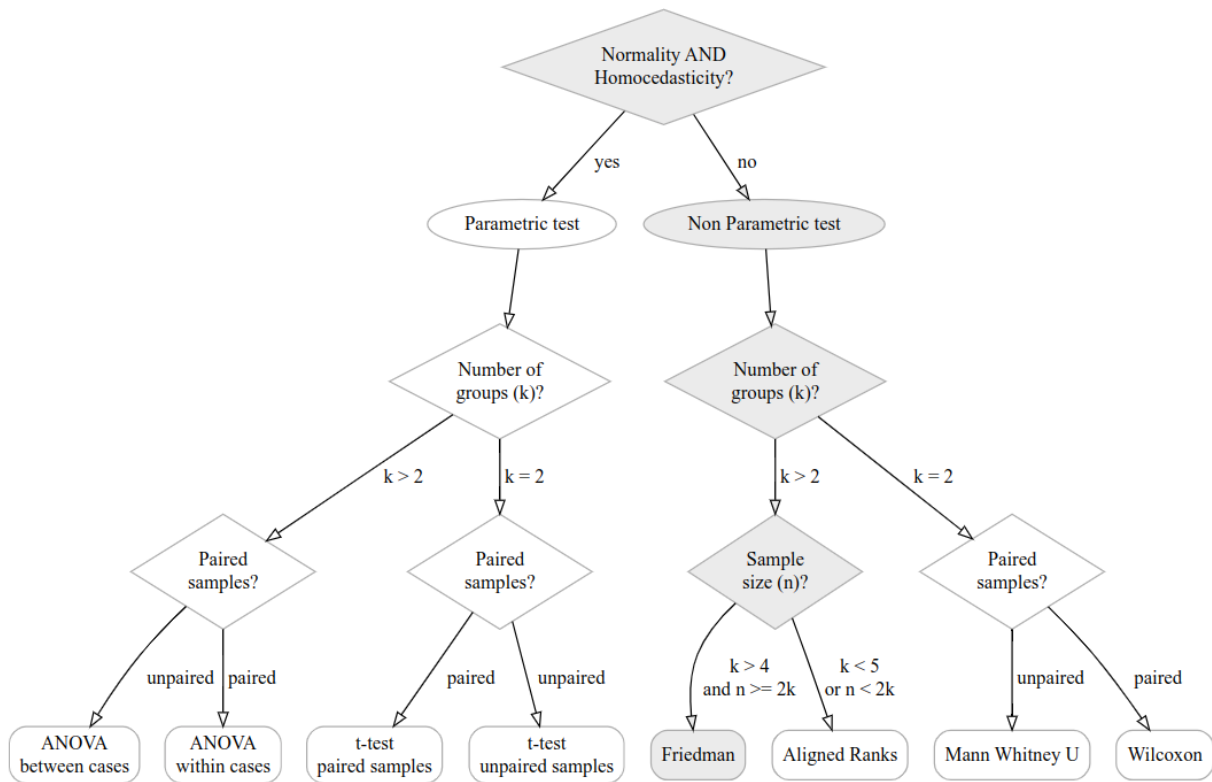 Normality AND
Homocedasticity?
yes
no
Parametric test
Non Parametric test
Number of
groups (k)?
Number of
groups (k)?
k > 2
k = 2
k > 2
k = 2
Paired
samples?
Paired
samples?
Sample
size (n)?
Paired
samples?
unpaired
paired
paired
unpaired
k > 4
and n >= 2k
k < 5
or n < 2k
unpaired
paired
ANOVA
between cases
ANOVA
within cases
t-test
paired samples
t-test
unpaired samples
Friedman
Aligned Ranks
Mann Whitney U
Wilcoxon